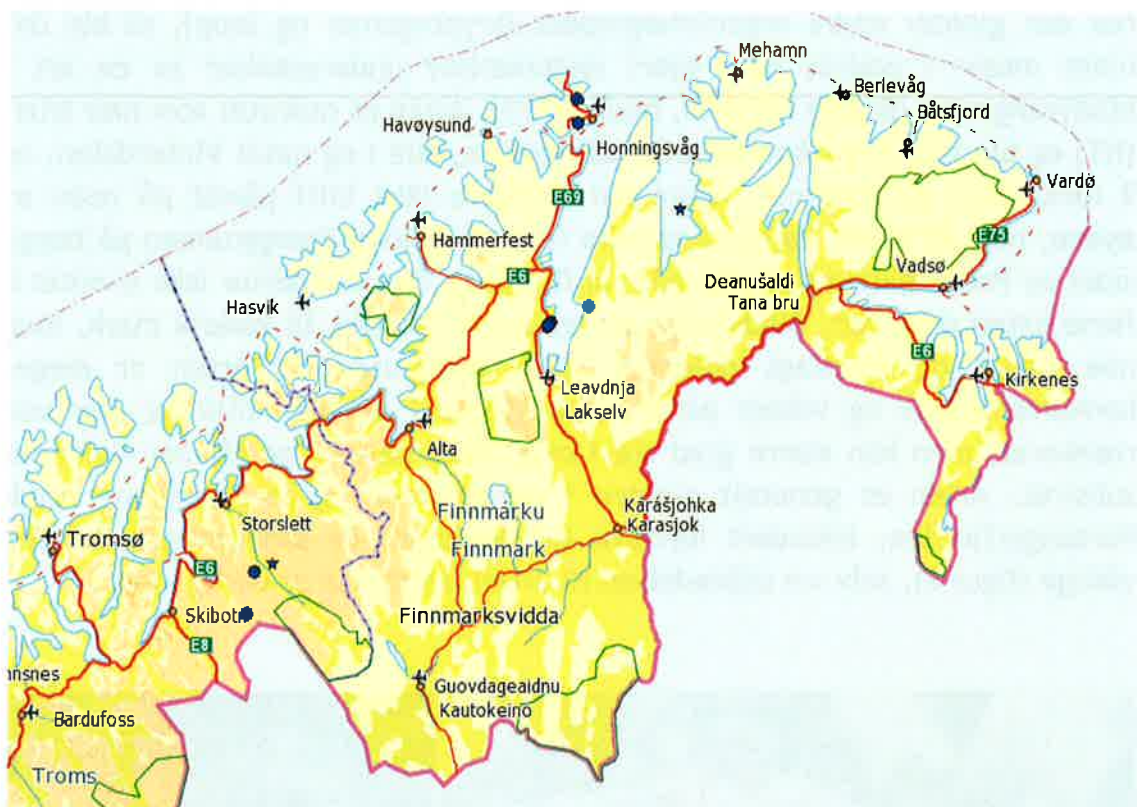 Mehamn
Berlevåg
Båtsfjord
Havøysund
Honningsvåg
Vardø
E69
Hammerfest
E75
E6
Vadsø
Deanušaldi
Tana bru
Hasvik
E6
Kirkenes
Leavdnja
Lakselv
Alta
Storslett
Finnmárku
Kárášjohka
Karasjok
Tromsø
Finnmark
E6
Skibotn
Finnmarksvidda
E8
nsnes
Guovdageaidnu
Kautokeino
Bardufoss
Troms